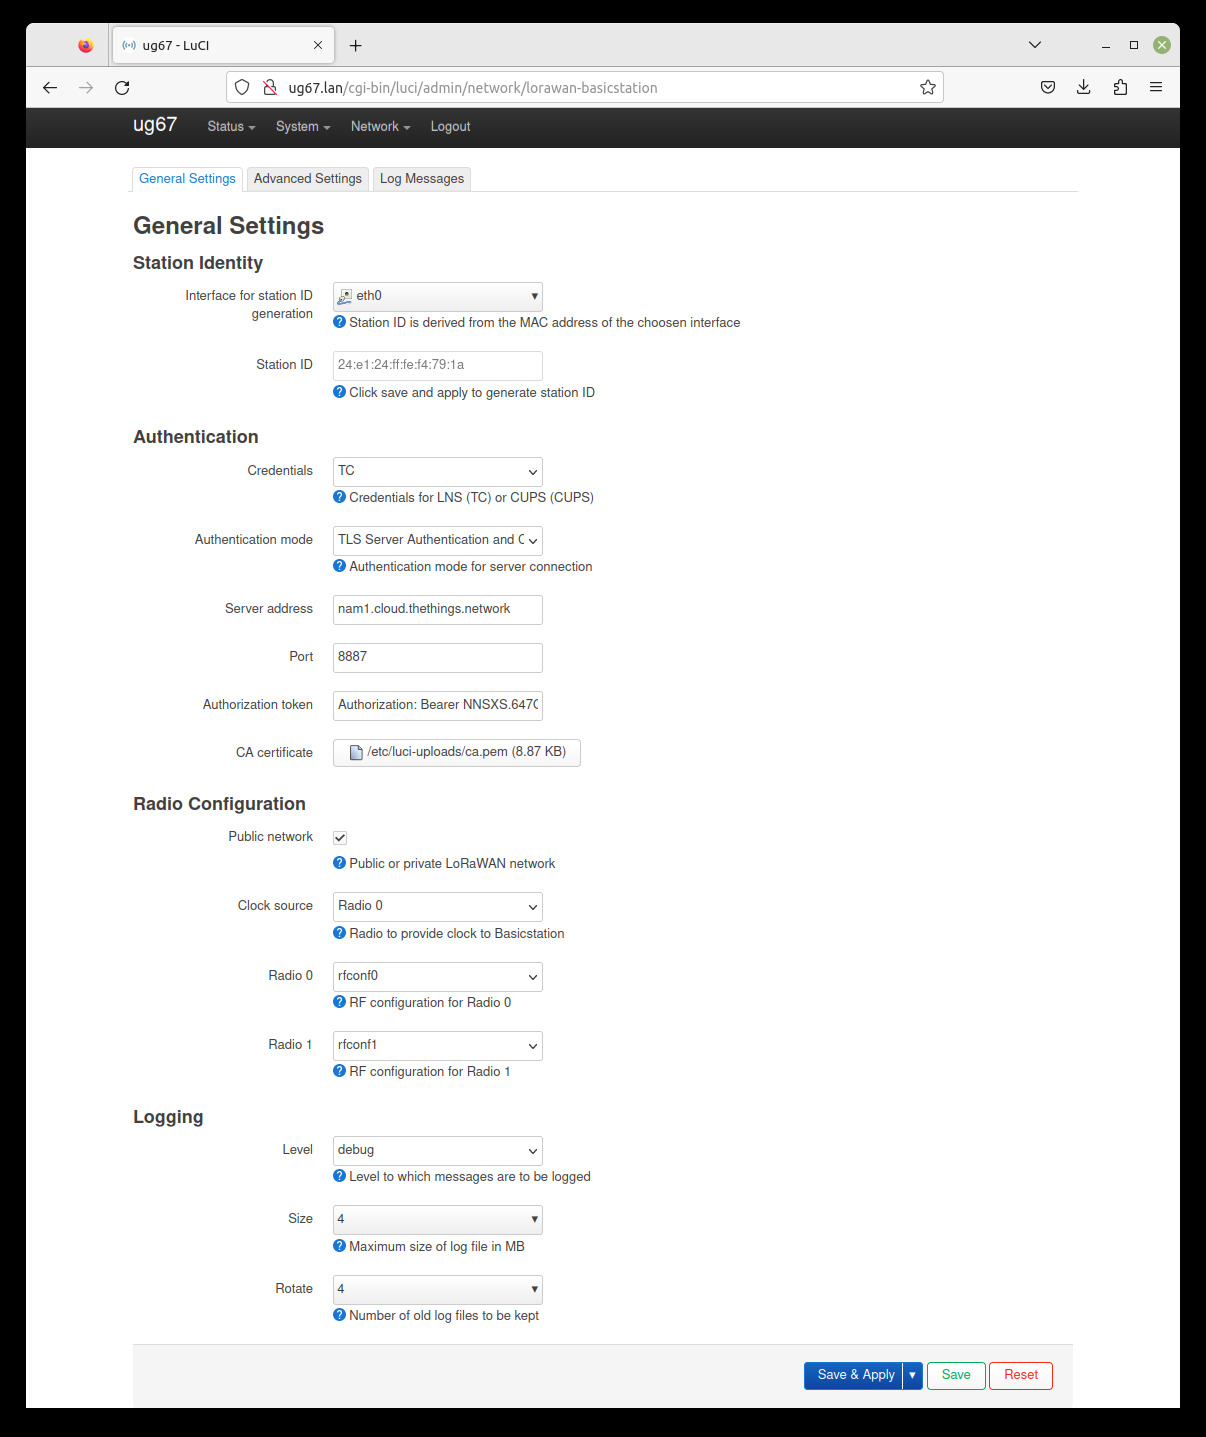 ug67 - LuCI
ug67.lan/cgi-bin/luci/admin/network/lorawan-basicstation
ug67 Status System Network Logout
General Settings Advanced Settings Log Messages
General Settings
Station Identity
Interface for station ID
generation
eth0
Station ID is derived from the MAC address of the choosen interface
Station ID 24:e1:24:ff:fe:f4:79:1a
Click save and apply to generate station ID
Authentication
Credentials TC
Credentials for LNS (TC) or CUPS (CUPS)
Authentication mode TLS Server Authentication and C
Authentication mode for server connection
Server address nam1.cloud.thethings.network
Port 8887
Authorization token Authorization: Bearer NNSXS.647C
CA certificate /etc/luci-uploads/ca.pem (8.87 KB)
Radio Configuration
Public network
Public or private LoRaWAN network
Clock source Radio 0
Radio to provide clock to Basicstation
Radio 0 rfconf0
RF configuration for Radio 0
Radio 1 rfconf1
RF configuration for Radio 1
Logging
Level debug
Level to which messages are to be logged
Size 4
Maximum size of log file in MB
Rotate 4
Number of old log files to be kept
Save & Apply Save Reset